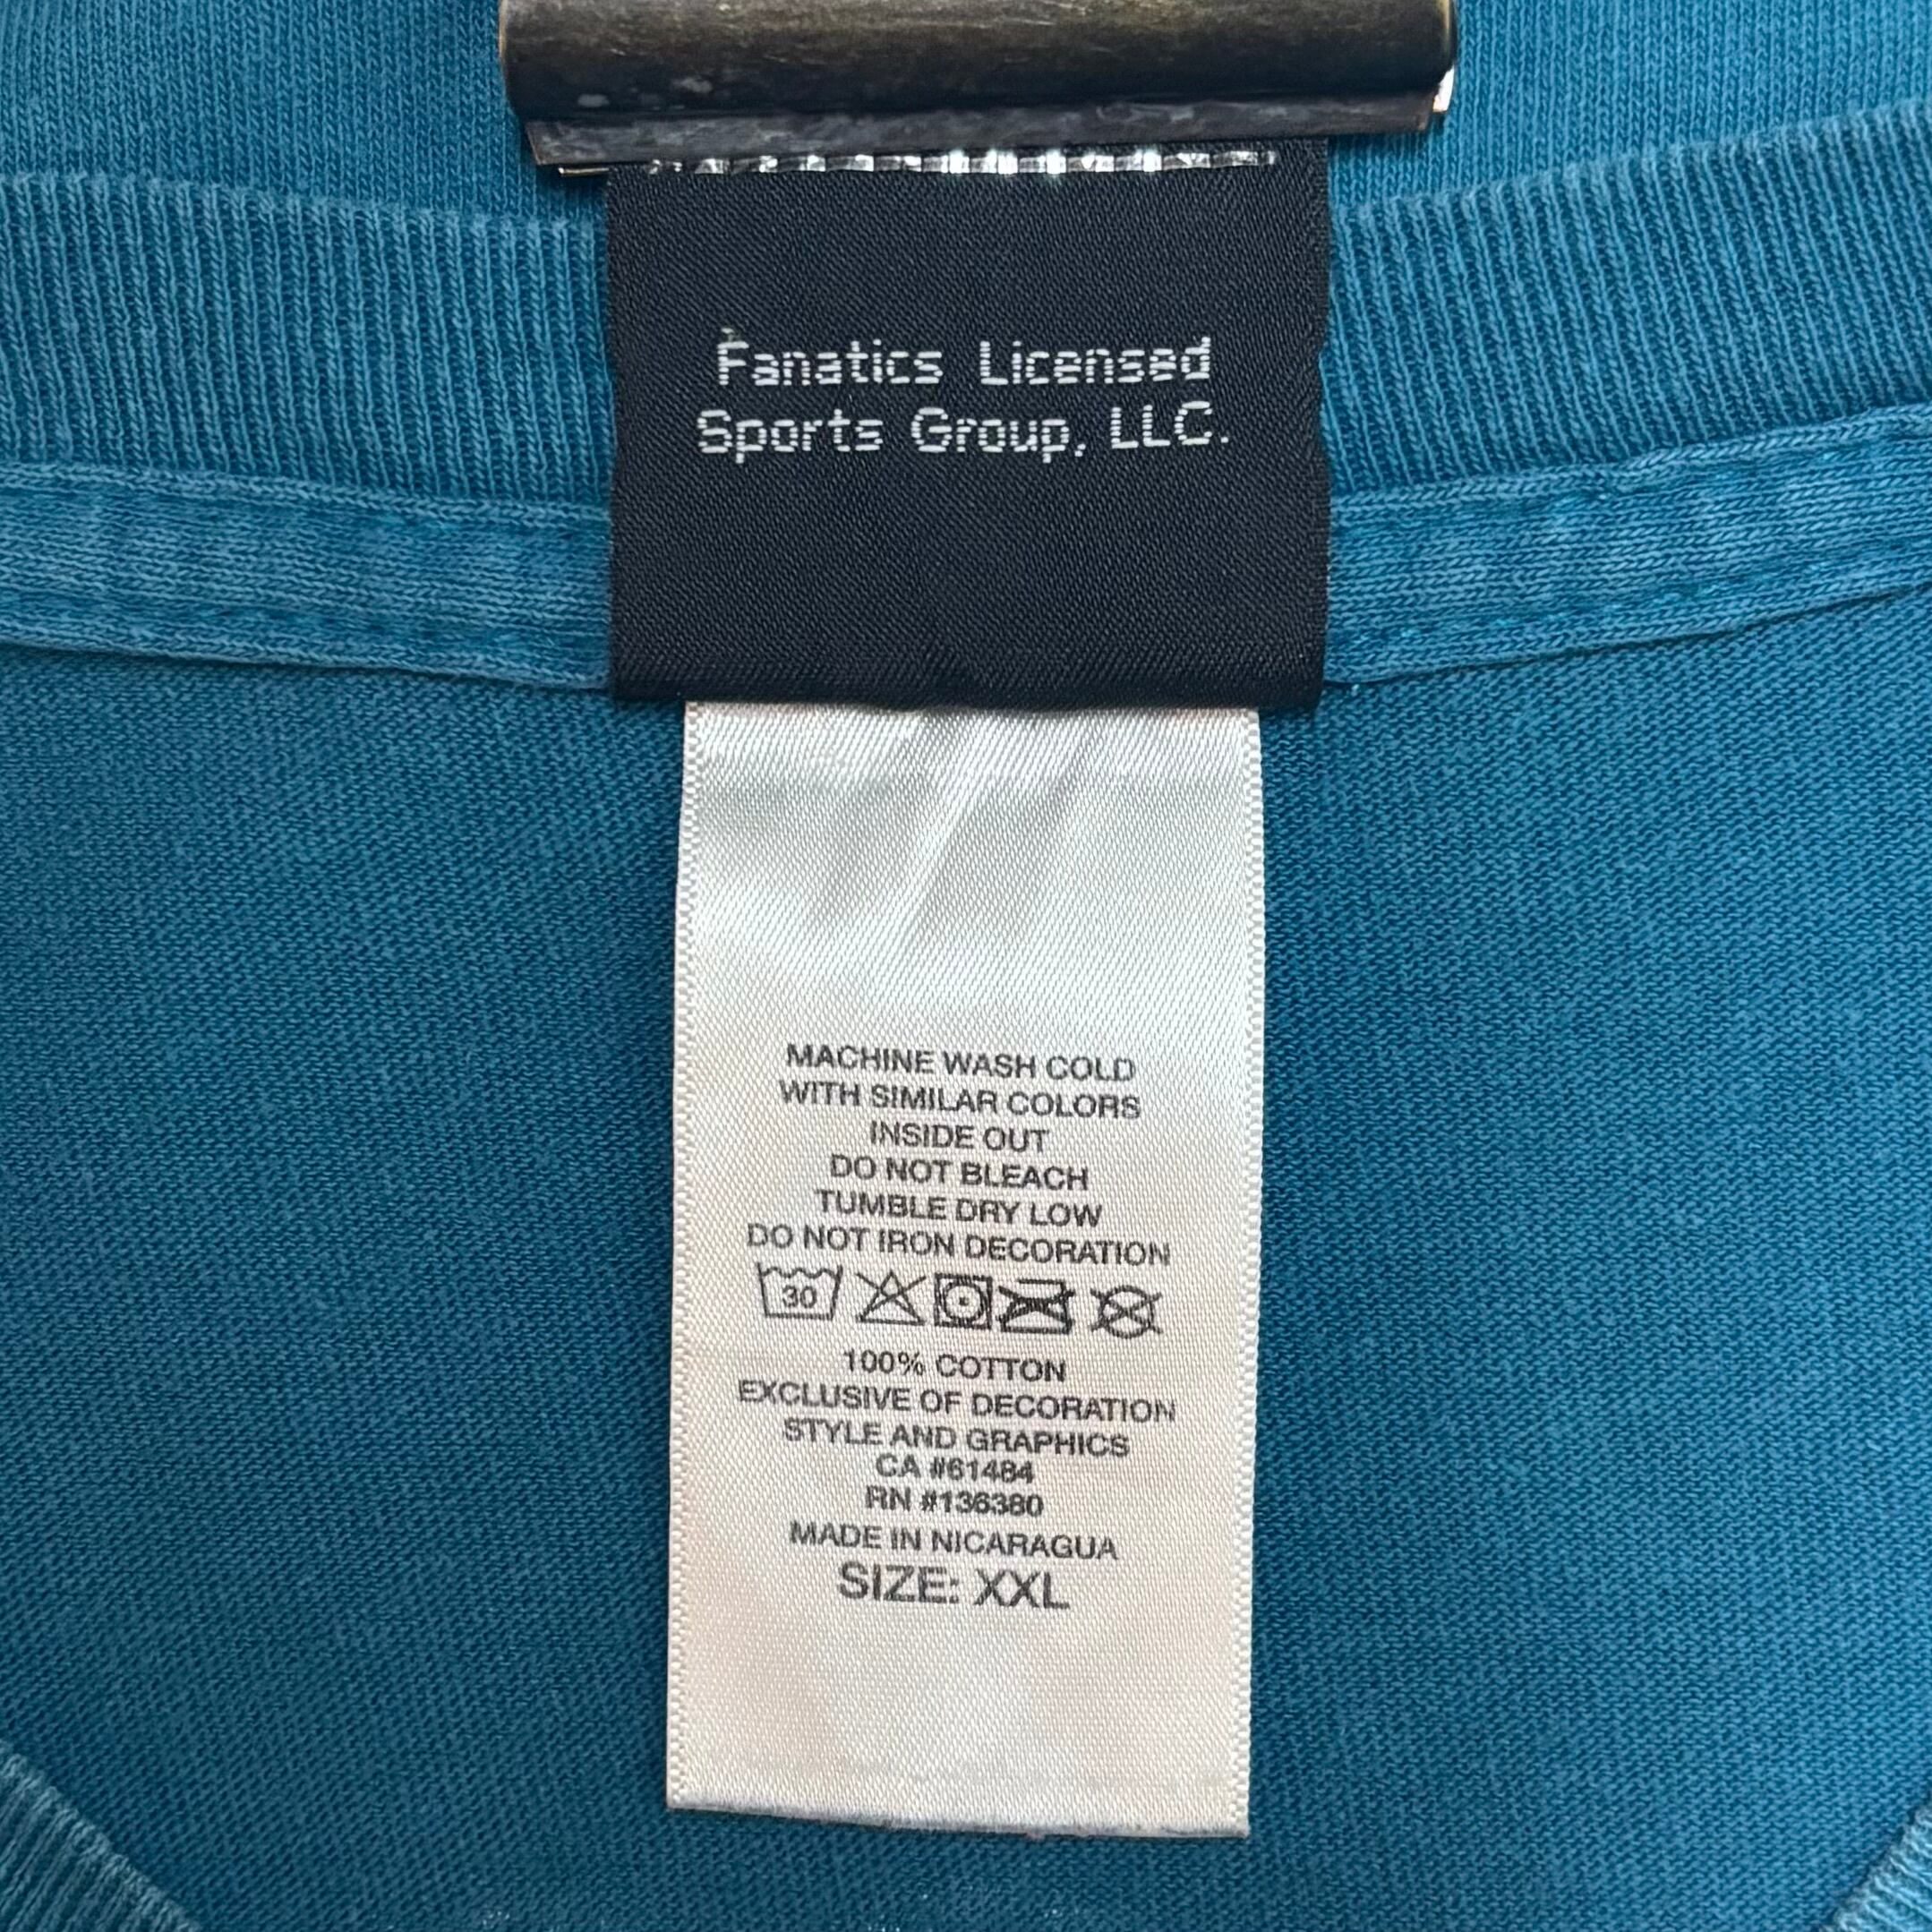 Fanatics Licensed
Sports Group, LLC.
MACHINE WASH COLD
WITH SIMILAR COLORS
INSIDE OUT
DO NOT BLEACH
TUMBLE DRY LOW
DO NOT IRON DECORATION
30
100% COTTON
EXCLUSIVE OF DECORATION
STYLE AND GRAPHICS
CA #61484
RN #136380
MADE IN NICARAGUA
SIZE: XXL